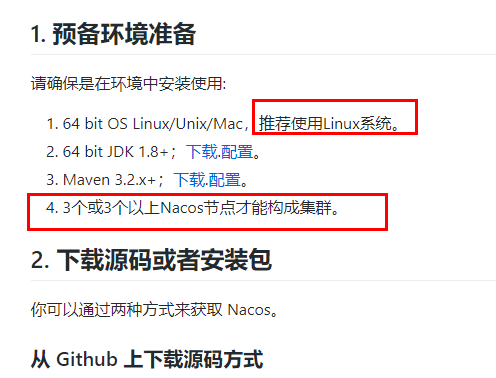 1. 预备环境准备
请确保是在环境中安装使用:
1. 64 bit OS Linux/Unix/Mac，推荐使用Linux系统。
2. 64 bit JDK 1.8+；下载.配置。
3. Maven 3.2.x+；下载.配置。
4. 3个或3个以上Nacos节点才能构成集群。
2. 下载源码或者安装包
你可以通过两种方式来获取 Nacos。
从 Github 上下载源码方式